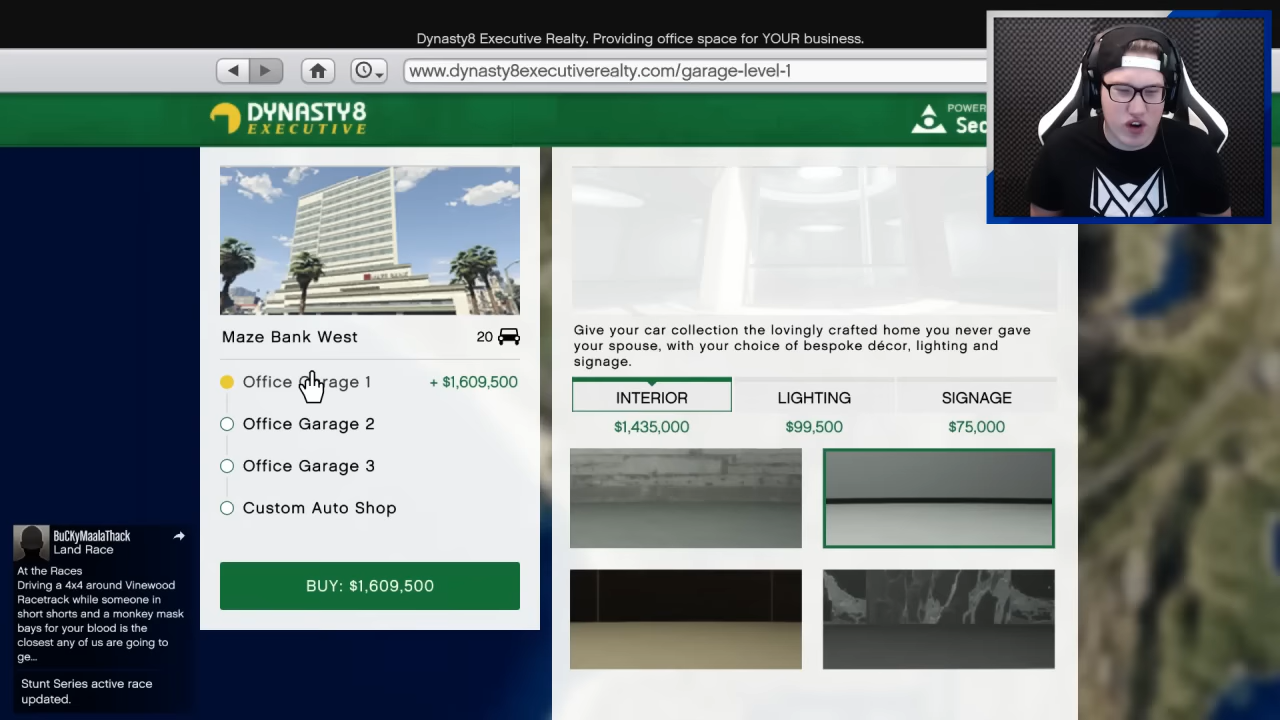 Dynasty8 Executive Realty. Providing office space for YOUR business.
www.dynasty8executiverealty.com/garage-level-1
DYNASTY8
EXECUTIVE
POWER
Sec
Maze Bank West 20
Office Garage 1 + $1,609,500
Office Garage 2
Office Garage 3
Custom Auto Shop
BUY: $1,609,500
Give your car collection the lovingly crafted home you never gave
your spouse, with your choice of bespoke décor, lighting and
signage.
INTERIOR LIGHTING SIGNAGE
$1,435,000 $99,500 $75,000
BuCKyMaalaThack
Land Race
At the Races
Driving a 4x4 around Vinewood
Racetrack while someone in
short shorts and a monkey mask
bays for your blood is the
closest any of us are going to
ge...
Stunt Series active race
updated.